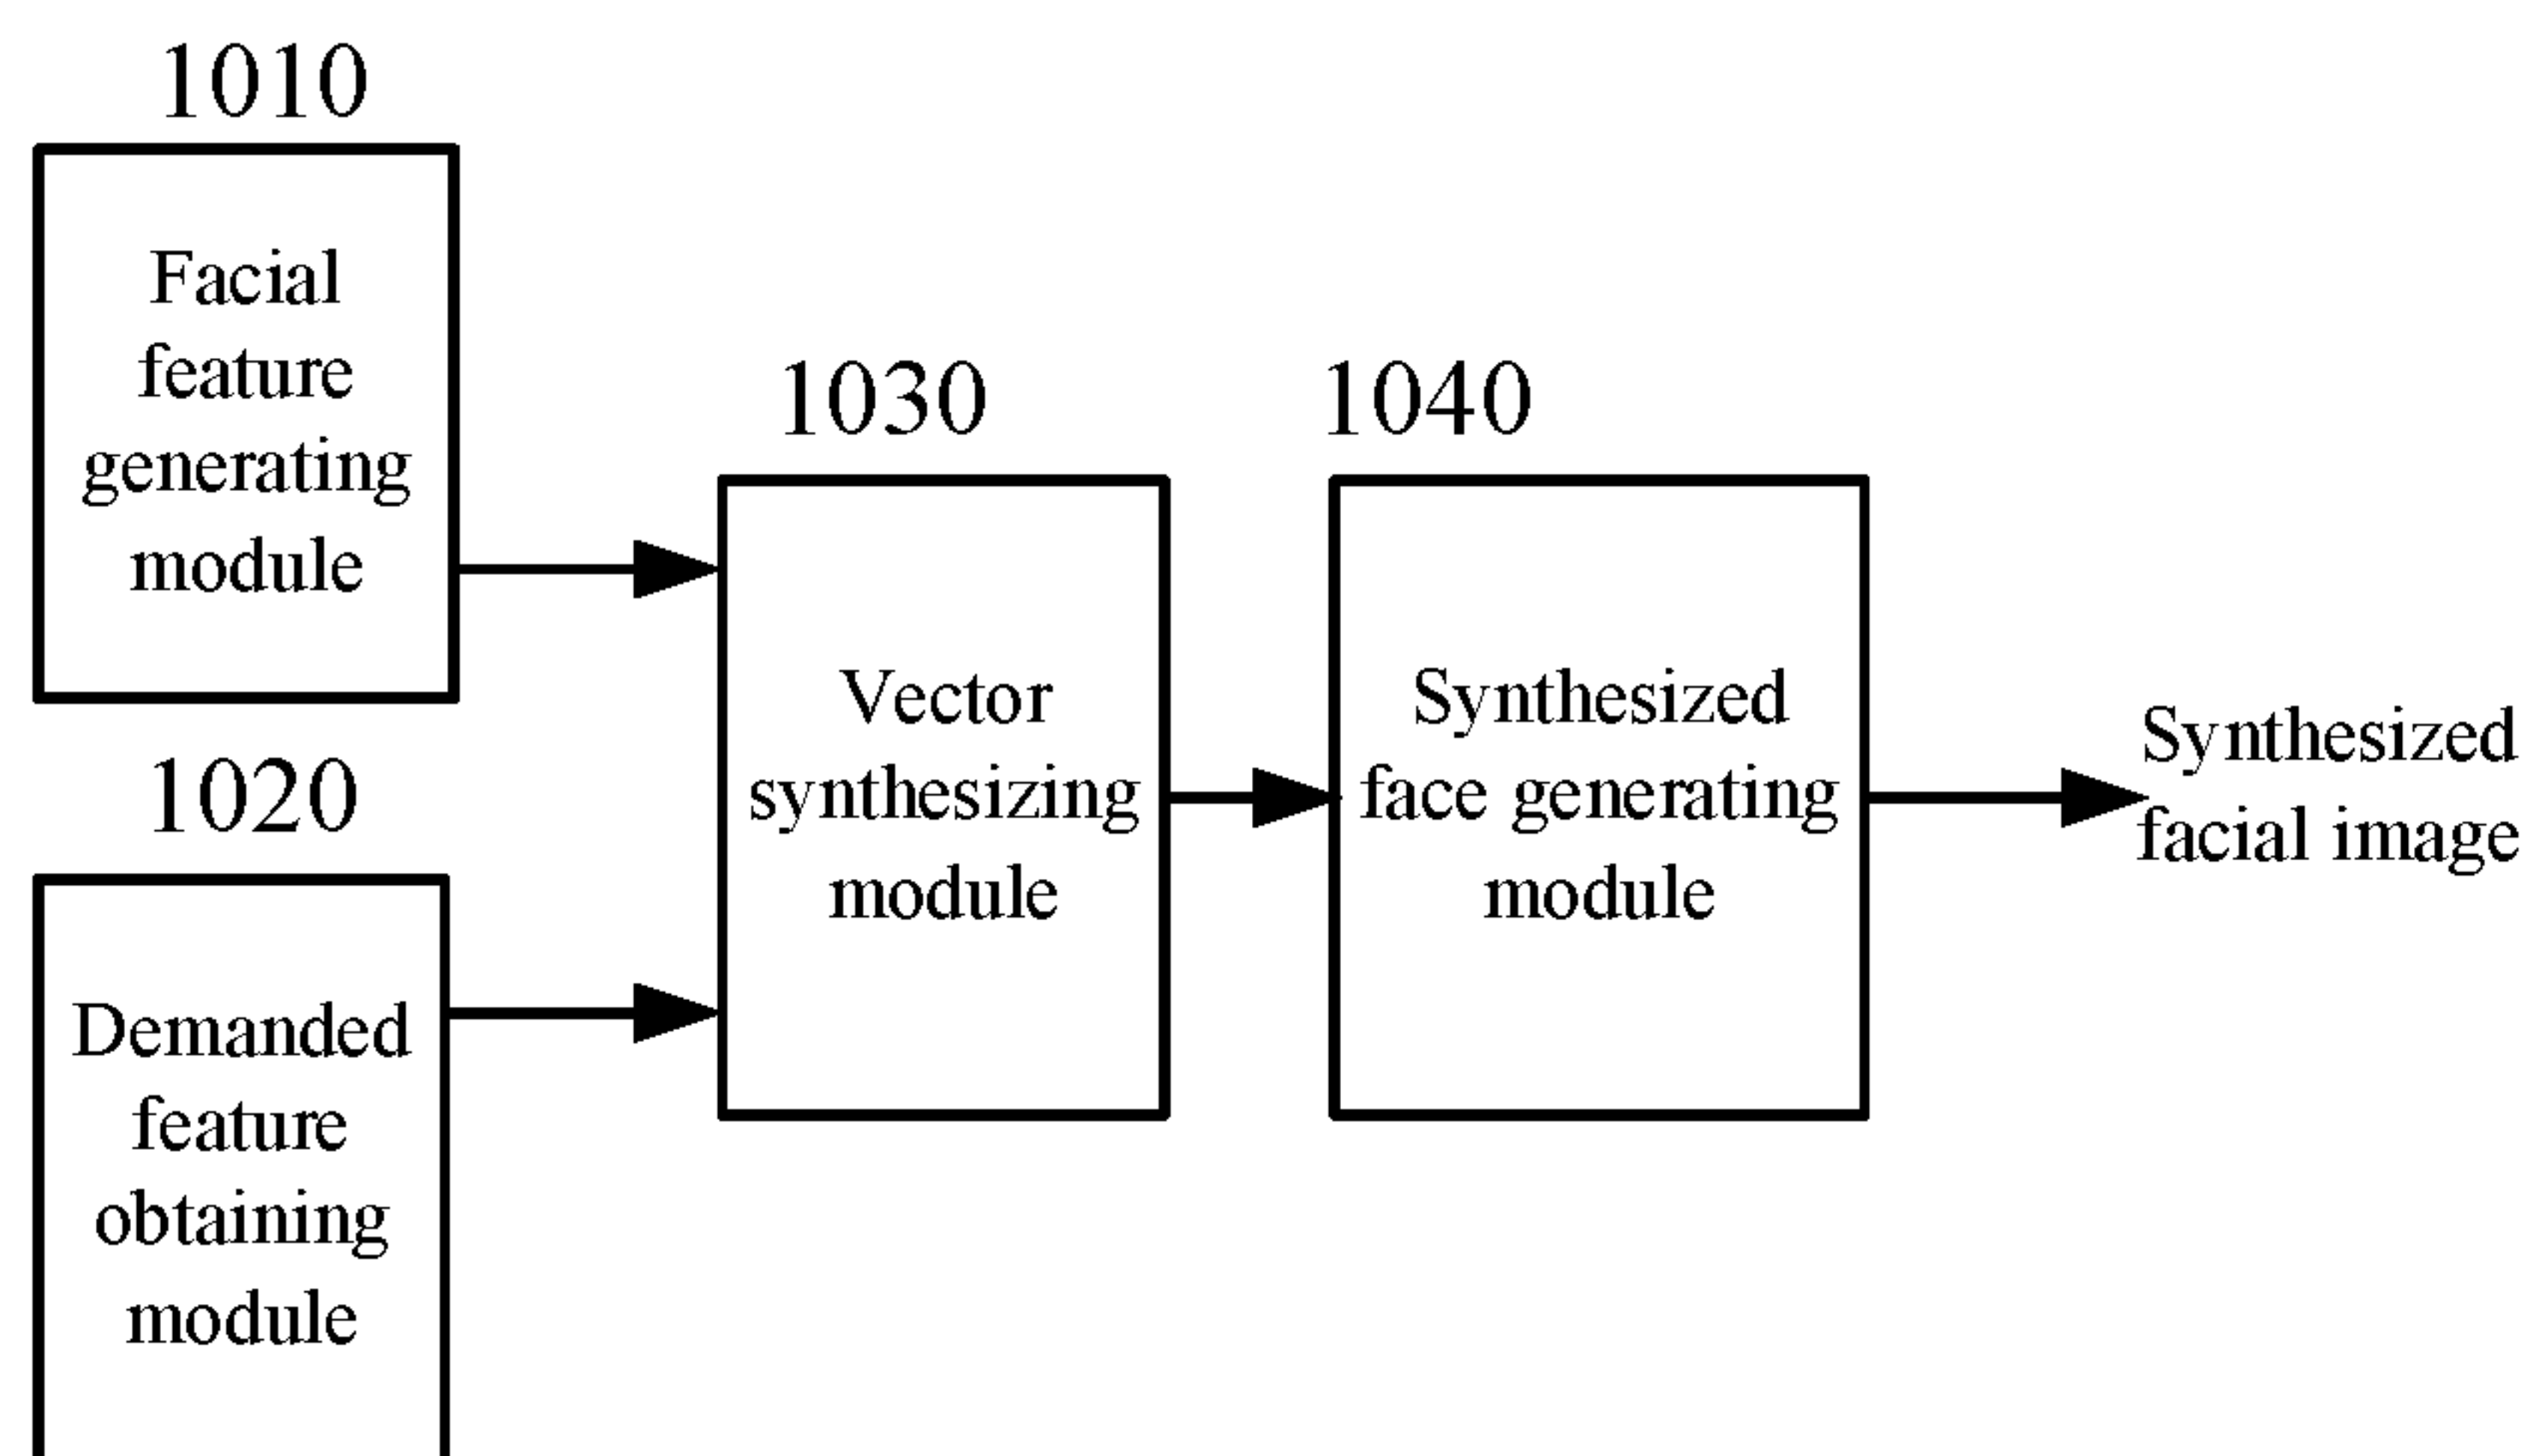 1010
Facial
feature
generating
module
1020
Demanded
feature
obtaining
module
1030
Vector
synthesizing
module
1040
Synthesized
face generating
module
Synthesized
facial image